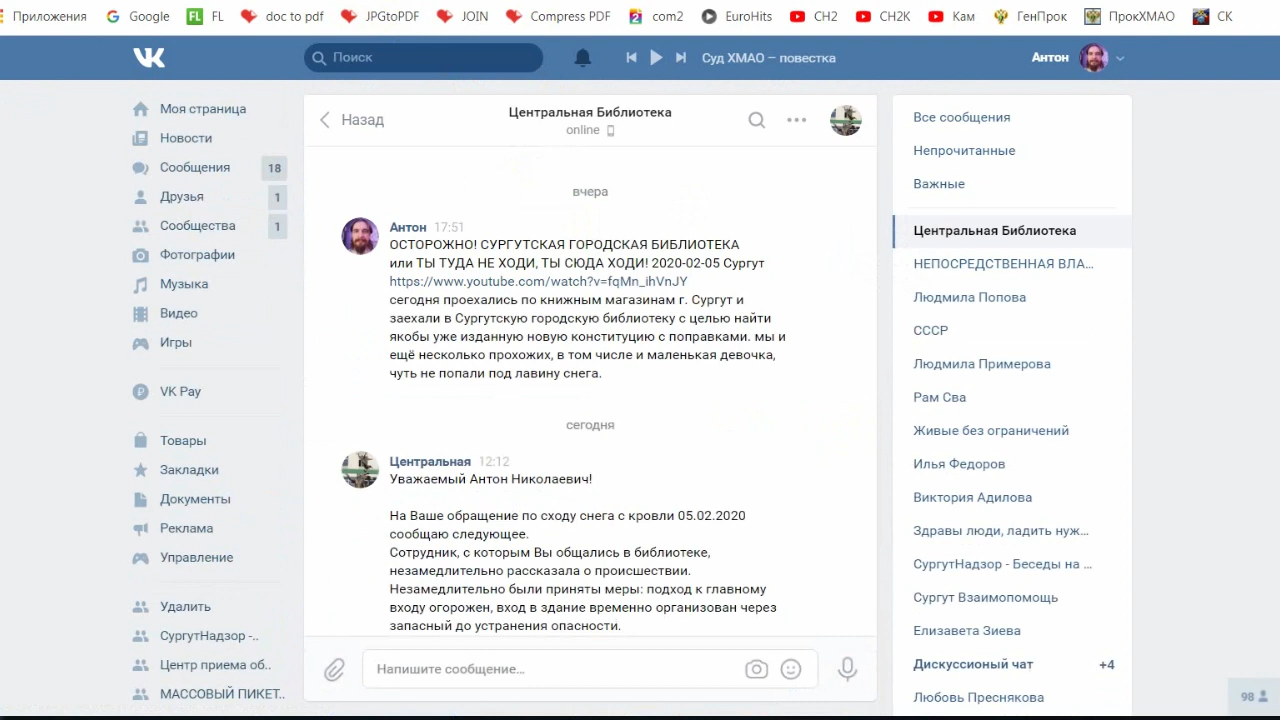 Приложения Google FL FL doc to pdf JPGtoPDF JOIN Compress PDF 2 com2 EuroHits CH2 CH2K Кам ГенПрок ПрокХМАО СК
Поиск Суд ХМАО – повестка Антон
Моя страница
Новости
Сообщения 18
Друзья 1
Сообщества 1
Фотографии
Музыка
Видео
Игры
VK Pay
Товары
Закладки
Документы
Реклама
Управление
Удалить
СургутНадзор -..
Центр приема об..
МАССОВЫЙ ПИКЕТ..
Назад Центральная Библиотека
online
вчера
Антон 17:51
ОСТОРОЖНО! СУРГУТСКАЯ ГОРОДСКАЯ БИБЛИОТЕКА
или ТЫ ТУДА НЕ ХОДИ, ТЫ СЮДА ХОДИ! 2020-02-05 Сургут
https://www.youtube.com/watch?v=fqMn_ihVnJY
сегодня проехались по книжным магазинам г. Сургут и
заехали в Сургутскую городскую библиотеку с целью найти
якобы уже изданную новую конституцию с поправками. мы и
ещё несколько прохожих, в том числе и маленькая девочка,
чуть не попали под лавину снега.
сегодня
Центральная 12:12
Уважаемый Антон Николаевич!
На Ваше обращение по сходу снега с кровли 05.02.2020
сообщаю следующее.
Сотрудник, с которым Вы общались в библиотеке,
незамедлительно рассказала о происшествии.
Незамедлительно были приняты меры: подход к главному
входу огорожен, вход в здание временно организован через
запасный до устранения опасности.
Напишите сообщение...
Все сообщения
Непрочитанные
Важные
Центральная Библиотека
НЕПОСРЕДСТВЕННАЯ ВЛА...
Людмила Попова
СССР
Людмила Примерова
Рам Сва
Живые без ограничений
Илья Федоров
Виктория Адилова
Здравы люди, ладить нуж...
СургутНадзор - Беседы на ...
Сургут Взаимопомощь
Елизавета Зиева
Дискуссионый чат +4
Любовь Преснякова
98